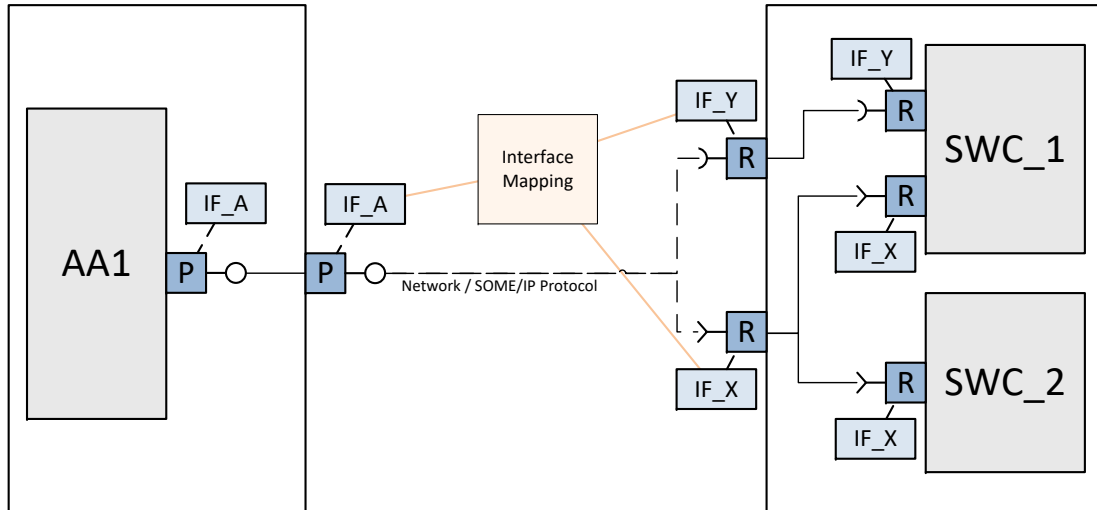 IF_Y
IF_Y
R
SWC_1
Interface
Mapping
IF_A
IF_A
R
R
IF_X
AA1
P
P
Network / SOME/IP Protocol
R
IF_X
R
SWC_2
IF_X